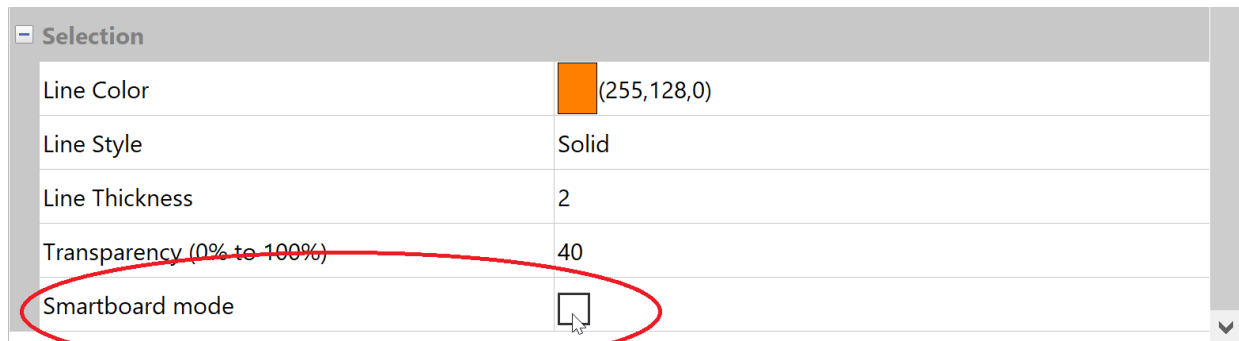 Selection
Line Color (255,128,0)
Line Style Solid
Line Thickness 2
Transparency (0% to 100%) 40
Smartboard mode